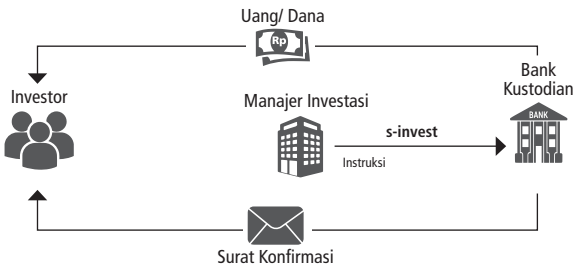 Uang/ Dana
Rp
Investor
Manajer Investasi
Bank
Kustodian
BANK
s-invest
Instruksi
Surat Konfirmasi